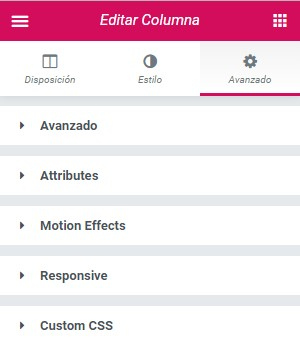 Editar Columna
Disposición Estilo Avanzado
Avanzado
Attributes
Motion Effects
Responsive
Custom CSS